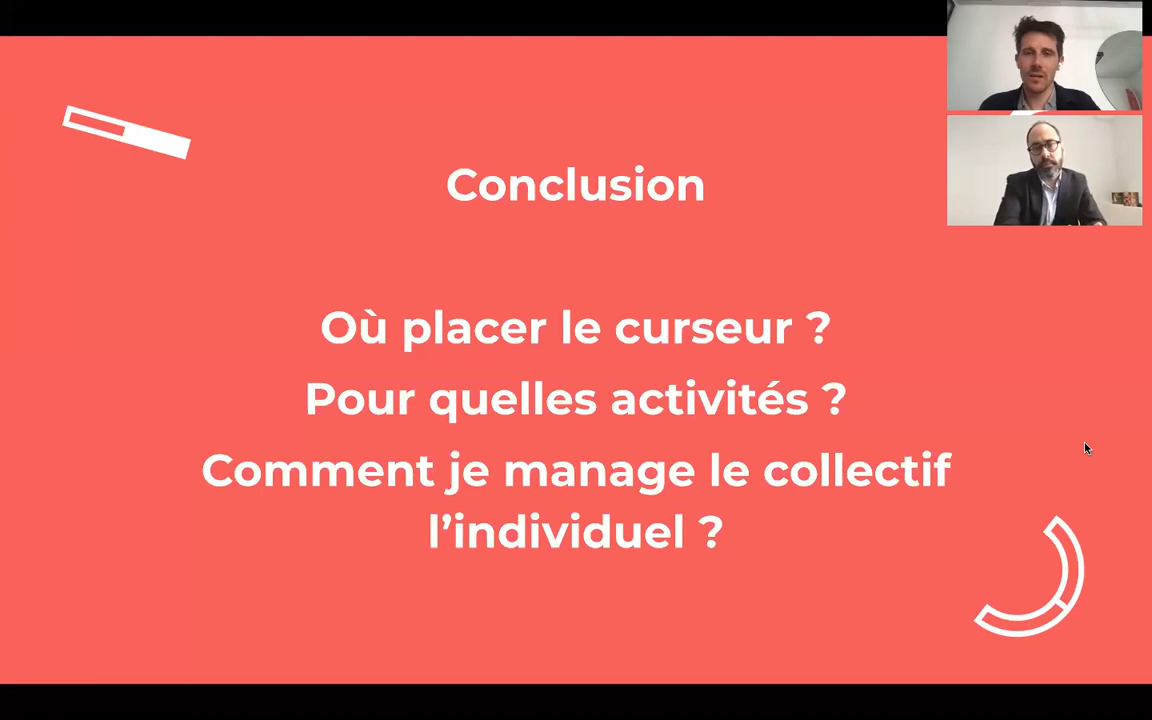 Conclusion
Où placer le curseur ?
Pour quelles activités ?
Comment je manage le collectif
l’individuel ?